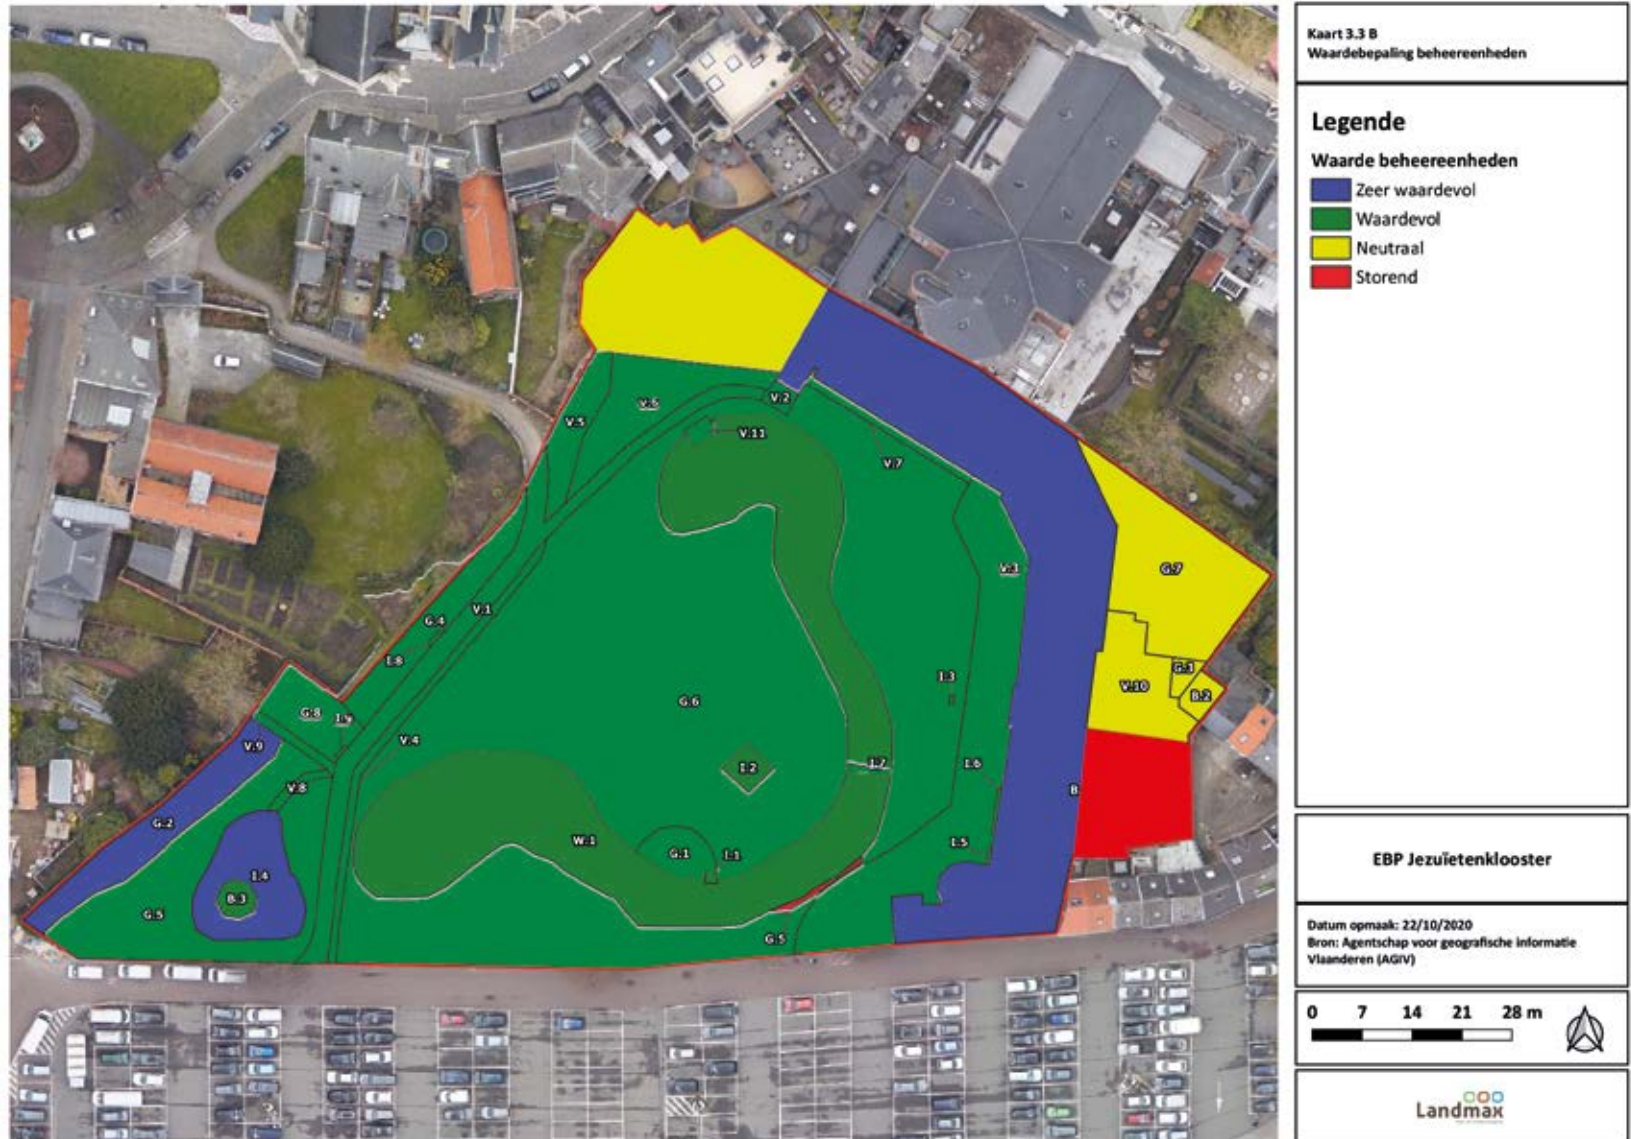 Kaart 3.3 B
Waardebepaling beheereenheden
Legende
Waarde beheereenheden
Zeer waardevol
Waardevol
Neutraal
Storend
V.2
V.6
V.5
V.11
V.7
V.3
G.7
V.1
G.4
I.8
G.3
I.3
V.10
B.2
G.6
G.8
I.9
V.9
V.4
I.7
I.6
I.2
V.8
B
G.2
W.1
I.5
G.1
I.1
I.4
B.3
G.5
G.5
EBP Jezuïetenklooster
Datum opmaak: 22/10/2020
Bron: Agentschap voor geografische informatie
Vlaanderen (AGIV)
0 7 14 21 28 m
Landmax